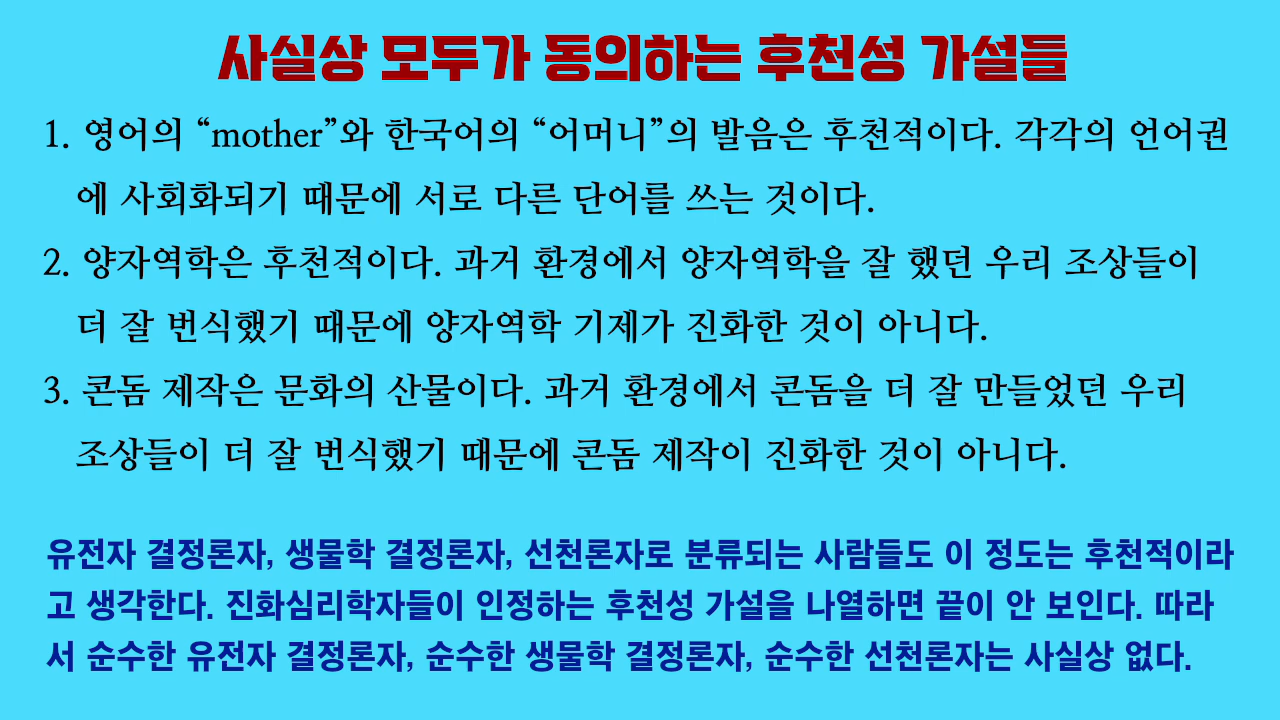 사실상 모두가 동의하는 후천성 가설들
1. 영어의 “mother”와 한국어의 “어머니”의 발음은 후천적이다. 각각의 언어권
에 사회화되기 때문에 서로 다른 단어를 쓰는 것이다.
2. 양자역학은 후천적이다. 과거 환경에서 양자역학을 잘 했던 우리 조상들이
더 잘 번식했기 때문에 양자역학 기제가 진화한 것이 아니다.
3. 콘돔 제작은 문화의 산물이다. 과거 환경에서 콘돔을 더 잘 만들었던 우리
조상들이 더 잘 번식했기 때문에 콘돔 제작이 진화한 것이 아니다.
유전자 결정론자, 생물학 결정론자, 선천론자로 분류되는 사람들도 이 정도는 후천적이라
고 생각한다. 진화심리학자들이 인정하는 후천성 가설을 나열하면 끝이 안 보인다. 따라
서 순수한 유전자 결정론자, 순수한 생물학 결정론자, 순수한 선천론자는 사실상 없다.